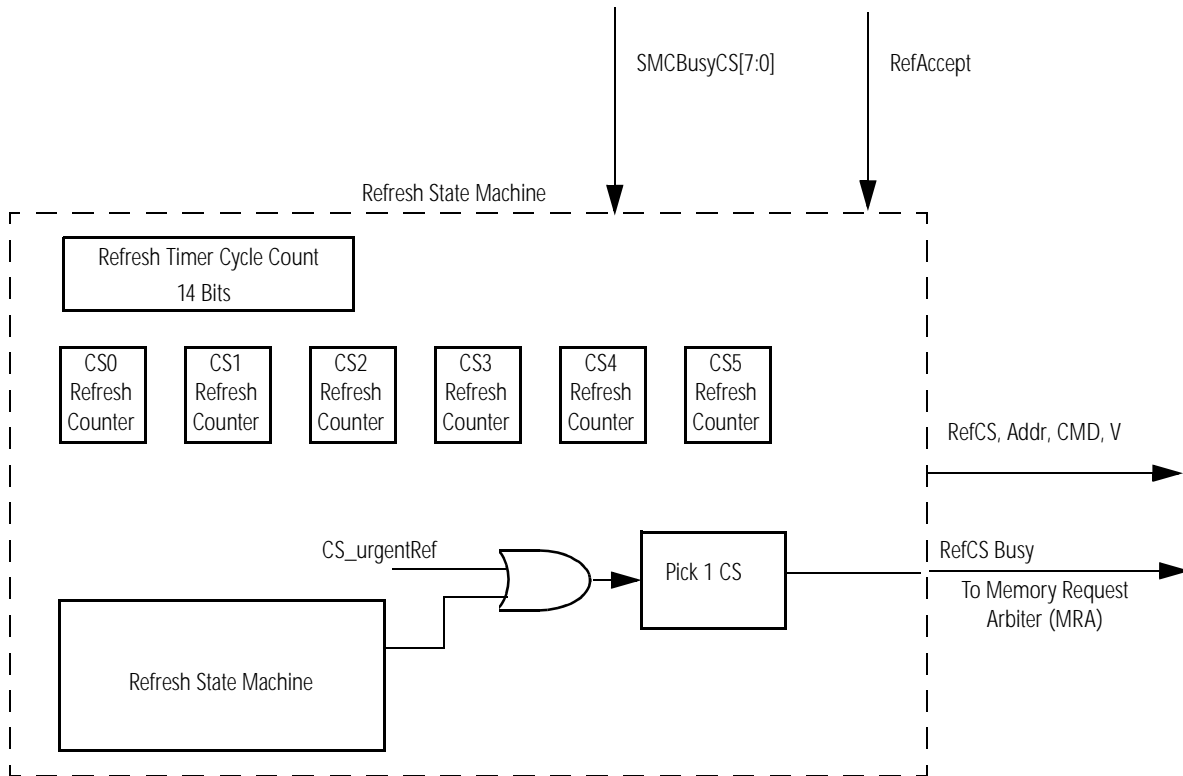 SMCBusyCS[7:0]
RefAccept
Refresh State Machine
Refresh Timer Cycle Count
14 Bits
CS0
Refresh
Counter
CS1
Refresh
Counter
CS2
Refresh
Counter
CS3
Refresh
Counter
CS4
Refresh
Counter
CS5
Refresh
Counter
RefCS, Addr, CMD, V
CS_urgentRef
Pick 1 CS
RefCS Busy
To Memory Request
Arbiter (MRA)
Refresh State Machine